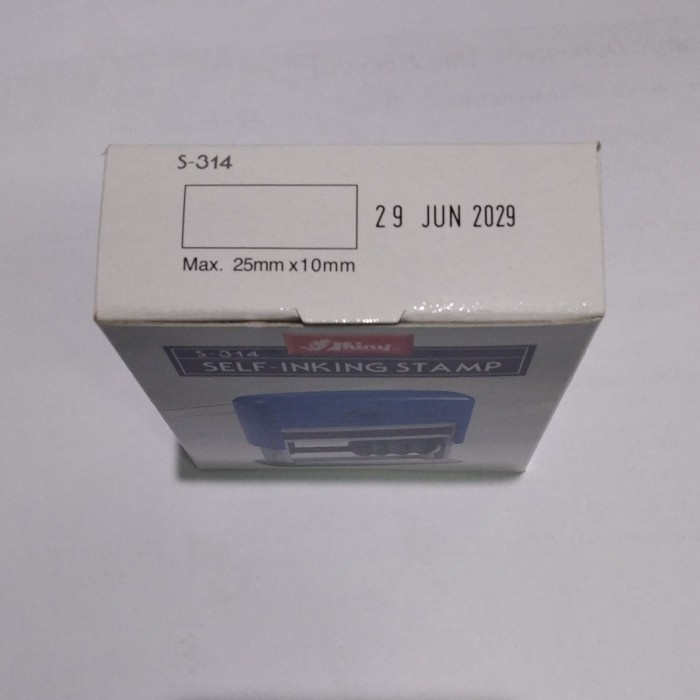 S-314
29 JUN 2029
Max. 25mm x10mm
Shiny
S-314
SELF-INKING STAMP